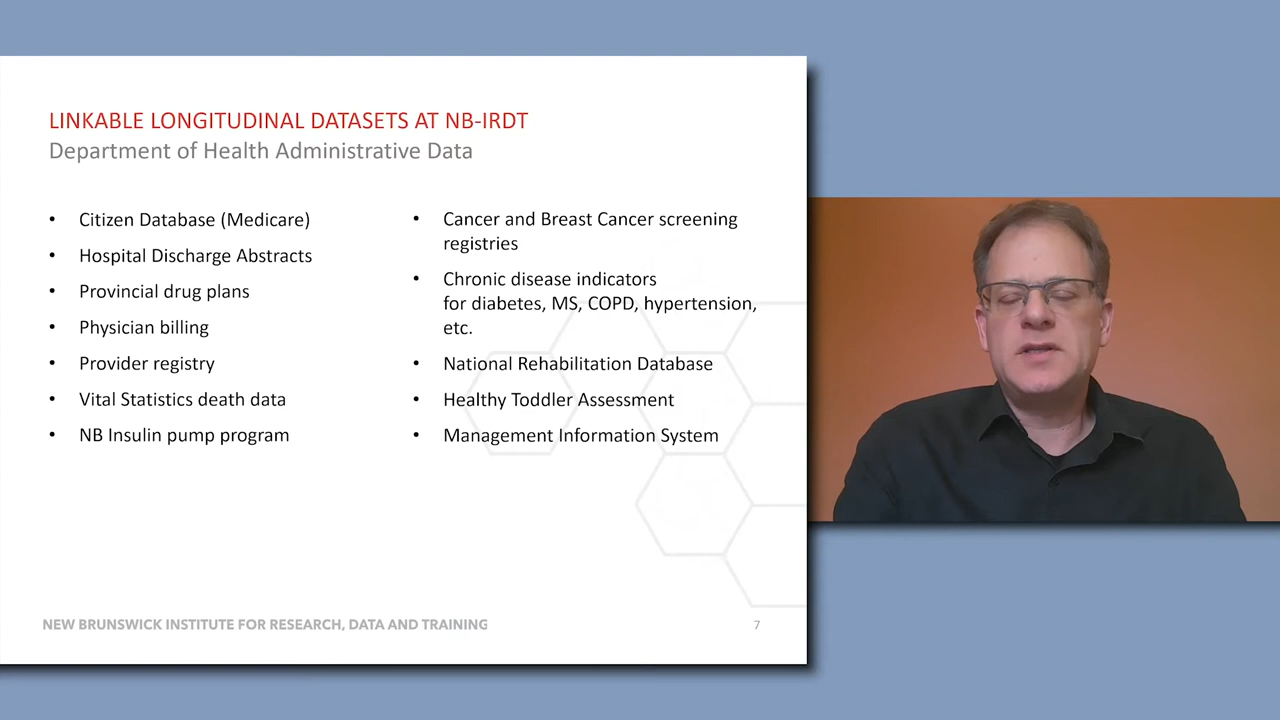 LINKABLE LONGITUDINAL DATASETS AT NB-IRDT
Department of Health Administrative Data
• Citizen Database (Medicare)
• Hospital Discharge Abstracts
• Provincial drug plans
• Physician billing
• Provider registry
• Vital Statistics death data
• NB Insulin pump program
• Cancer and Breast Cancer screening
registries
• Chronic disease indicators
for diabetes, MS, COPD, hypertension,
etc.
• National Rehabilitation Database
• Healthy Toddler Assessment
• Management Information System
NEW BRUNSWICK INSTITUTE FOR RESEARCH, DATA AND TRAINING
7